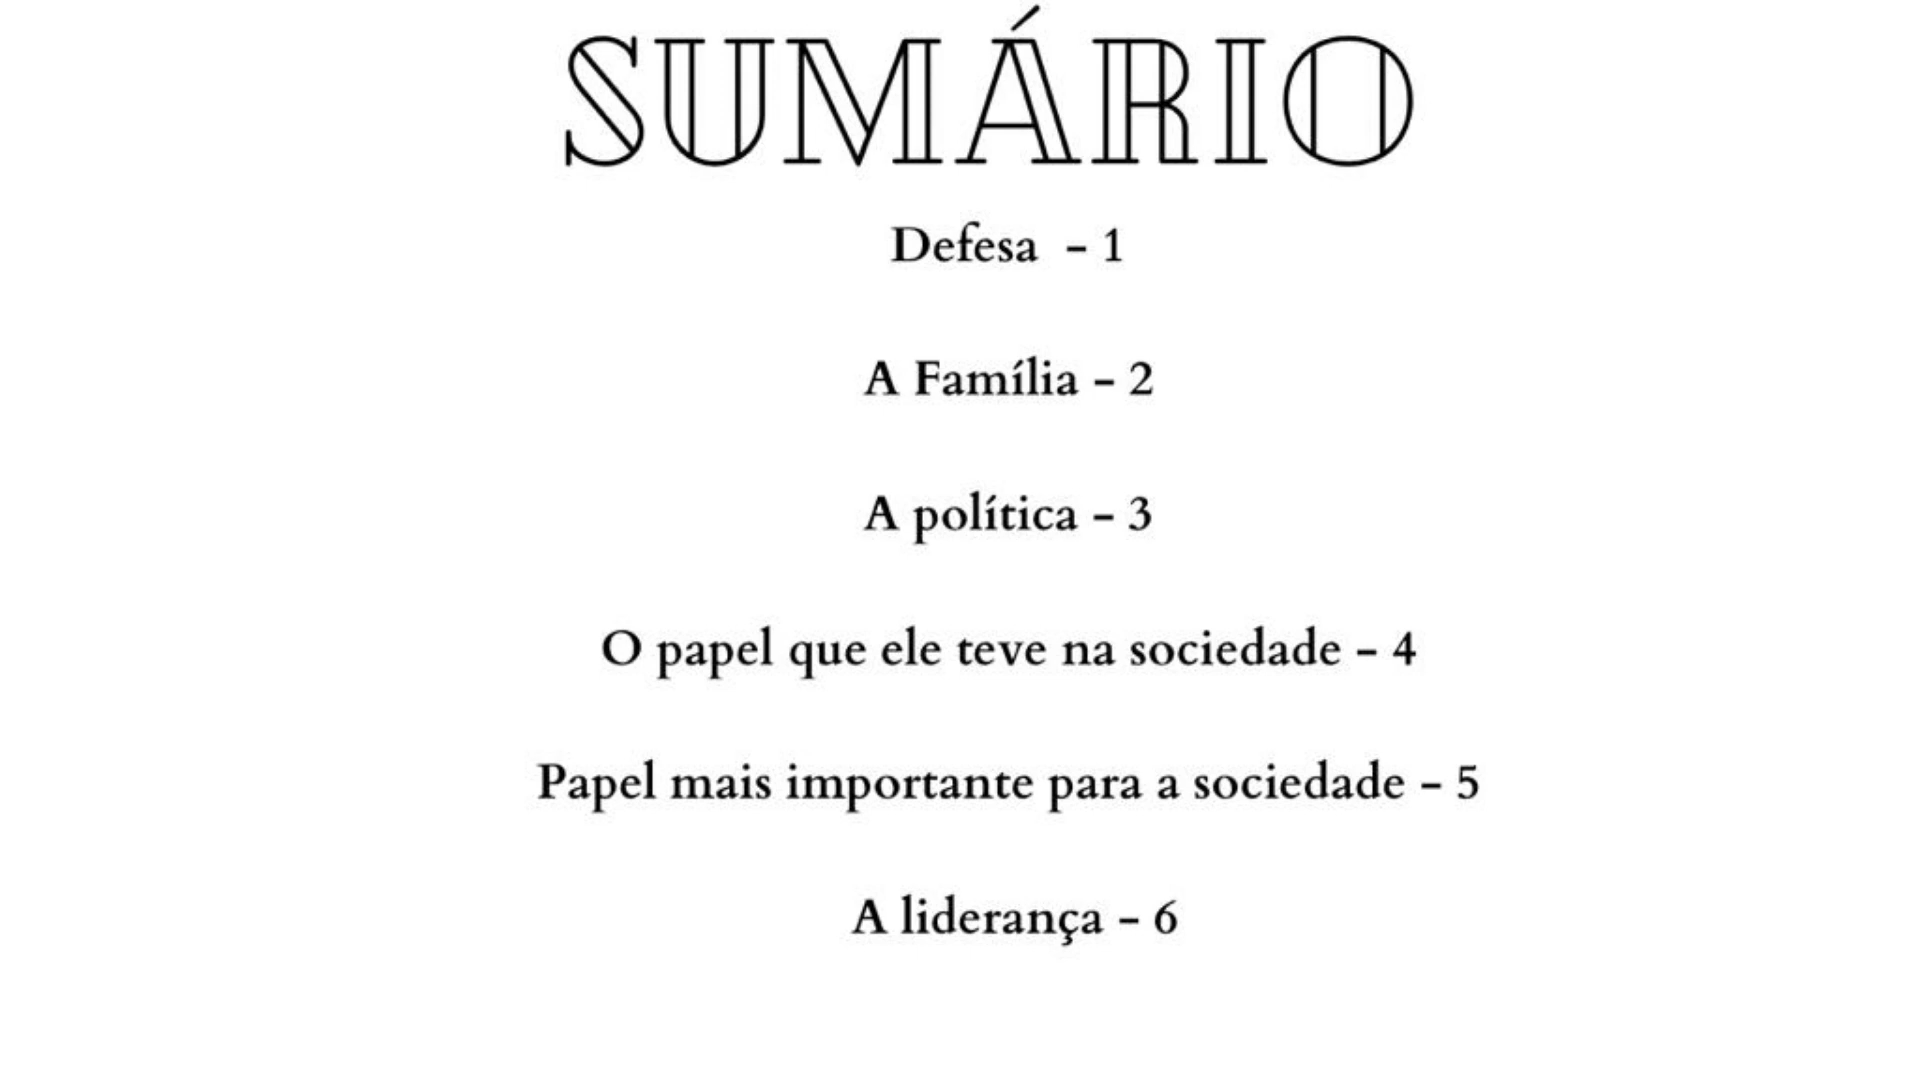 SUMÁRIO
Defesa - 1
A Família - 2
A política - 3
O papel que ele teve na sociedade - 4
Papel mais importante para a sociedade - 5
A liderança - 6